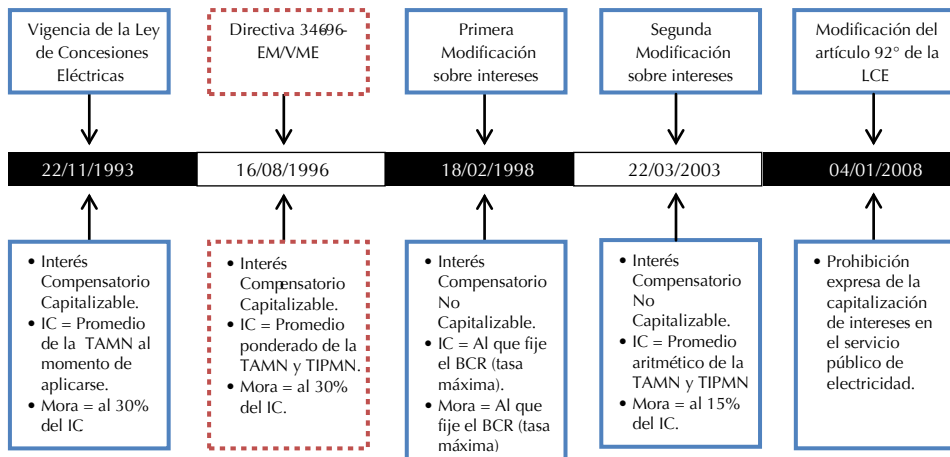 Vigencia de la Ley
de Concesiones
Eléctricas
Directiva 34696-
EM/VME
Primera
Modificación
sobre intereses
Segunda
Modificación
sobre intereses
Modificación del
artículo 92° de la
LCE
22/11/1993
16/08/1996
18/02/1998
22/03/2003
04/01/2008
• Interés
Compensatorio
Capitalizable.
• IC = Promedio
de la TAMN al
momento de
aplicarse.
• Mora = al 30%
del IC.
• Interés
Compensatorio
Capitalizable.
• IC = Promedio
ponderado de la
TAMN y TIPMN.
• Mora = al 30%
del IC.
• Interés
Compensatorio
No
Capitalizable.
• IC = Al que fije
el BCR (tasa
máxima).
• Mora = Al que
fije el BCR (tasa
máxima)
• Interés
Compensatorio
No
Capitalizable.
• IC = Promedio
aritmético de la
TAMN y TIPMN
• Mora = al 15%
del IC.
• Prohibición
expresa de la
capitalización
de intereses en
el servicio
público de
electricidad.